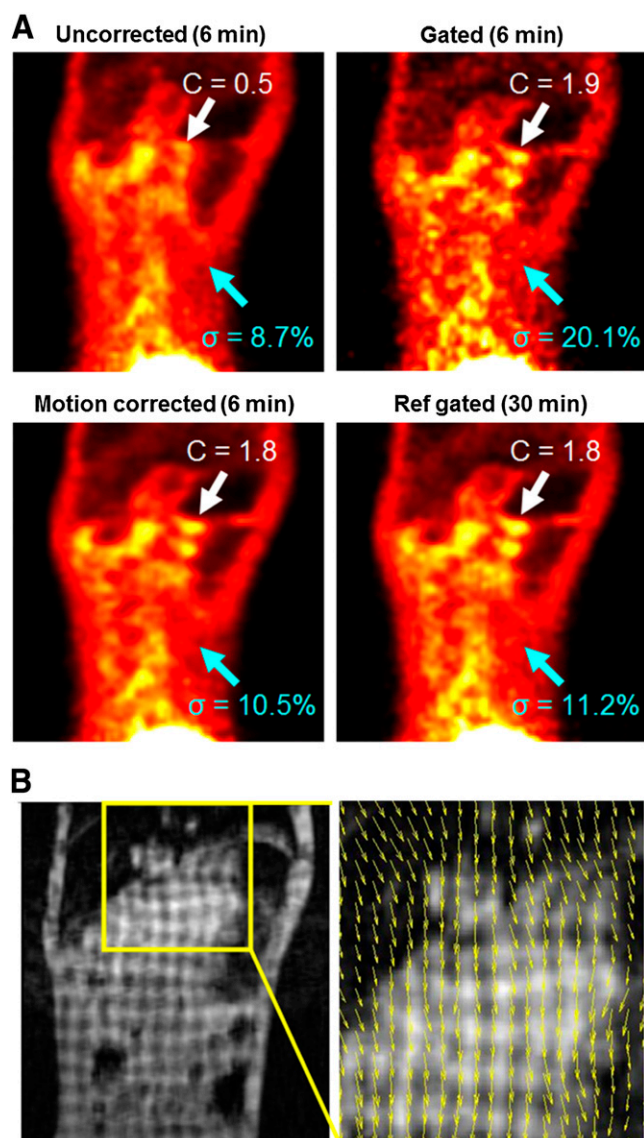 A
Uncorrected (6 min)
Gated (6 min)
C = 0.5
C = 1.9
σ = 8.7%
σ = 20.1%
Motion corrected (6 min)
Ref gated (30 min)
C = 1.8
C = 1.8
σ = 10.5%
σ = 11.2%
B